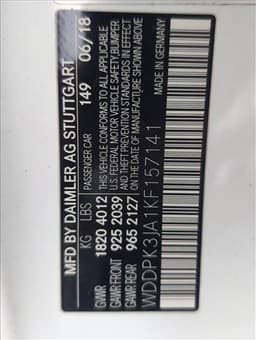 MFD BY DAIMLER AG STUTTGART
PASSENGER CAR 149 06/18
KG LBS THIS VEHICLE CONFORMS TO ALL APPLICABLE
GVWR 1820 4012 U.S. FEDERAL MOTOR VEHICLE SAFETY, BUMPER
GAWR FRONT 925 2039 AND THEFT PREVENTION STANDARDS IN EFFECT
GAWR REAR 965 2127 ON THE DATE OF MANUFACTURE SHOWN ABOVE.
WDDPK3JA1KF157141
MADE IN GERMANY